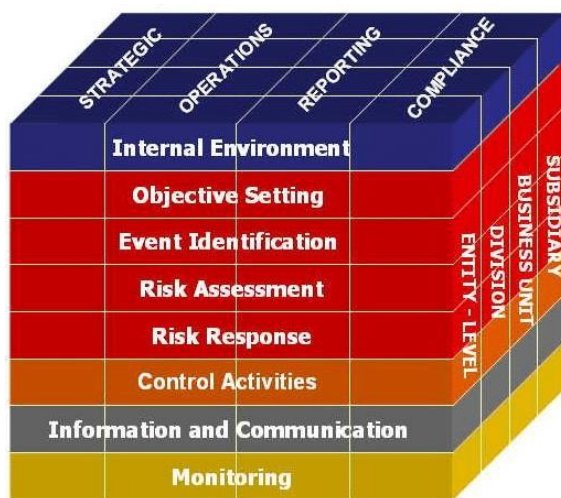 STRATEGIC
OPERATIONS
REPORTING
COMPLIANCE
Internal Environment
Objective Setting
Event Identification
Risk Assessment
Risk Response
Control Activities
Information and Communication
Monitoring
ENTITY - LEVEL
DIVISION
BUSINESS UNIT
SUBSIDIARY